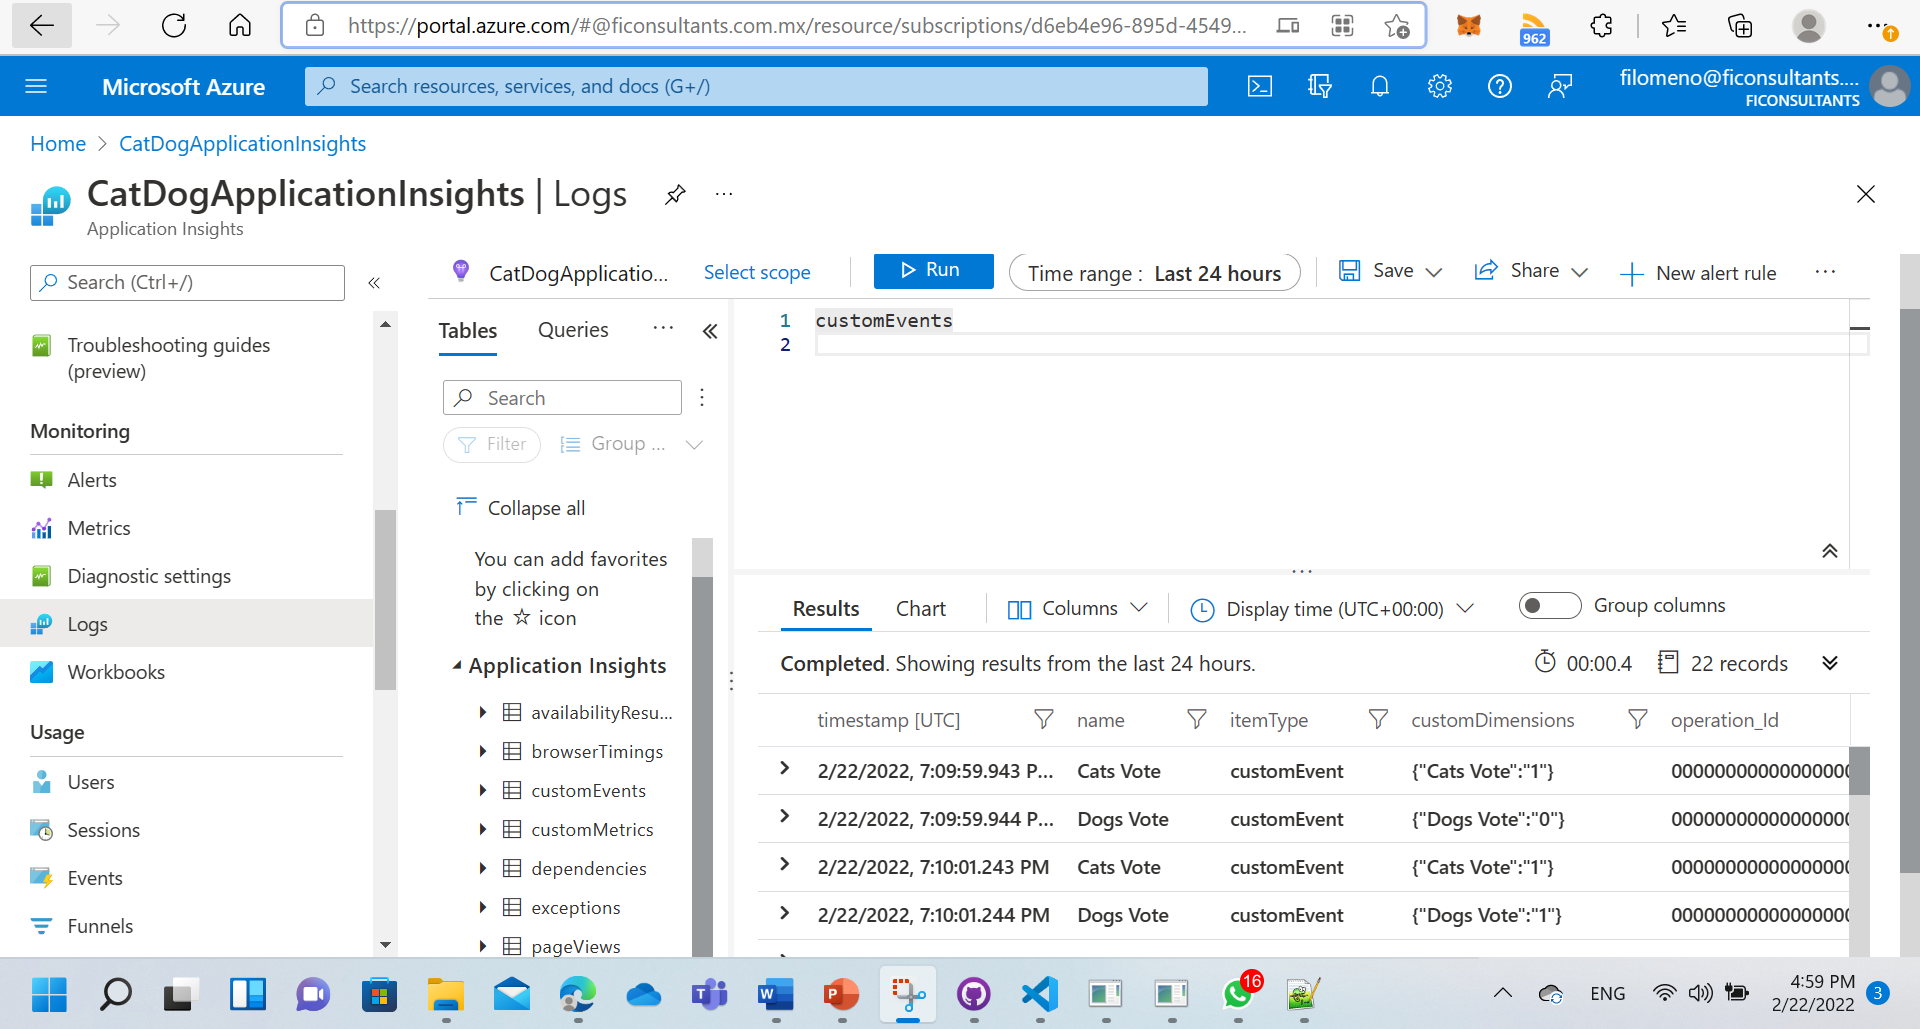 https://portal.azure.com/#@ficonsultants.com.mx/resource/subscriptions/d6eb4e96-895d-4549...
962
Microsoft Azure
Search resources, services, and docs (G+/)
filomeno@ficonsultants....
FICONSULTANTS
Home > CatDogApplicationInsights
CatDogApplicationInsights | Logs
Application Insights
Search (Ctrl+/)
Troubleshooting guides
(preview)
Monitoring
Alerts
Metrics
Diagnostic settings
Logs
Workbooks
Usage
Users
Sessions
Events
Funnels
CatDogApplicatio...
Select scope
Run
Time range : Last 24 hours
Save
Share
New alert rule
Tables
Queries
Search
Filter
Group ...
Collapse all
You can add favorites
by clicking on
the ☆ icon
Application Insights
availabilityResu...
browserTimings
customEvents
customMetrics
dependencies
exceptions
pageViews
1 customEvents
2
Results
Chart
Columns
Display time (UTC+00:00)
Group columns
Completed. Showing results from the last 24 hours.
00:00.4
22 records
timestamp [UTC] name itemType customDimensions operation_Id
2/22/2022, 7:09:59.943 P... Cats Vote customEvent {"Cats Vote":"1"}
2/22/2022, 7:09:59.944 P... Dogs Vote customEvent {"Dogs Vote":"0"}
2/22/2022, 7:10:01.243 PM Cats Vote customEvent {"Cats Vote":"1"}
2/22/2022, 7:10:01.244 PM Dogs Vote customEvent {"Dogs Vote":"1"}
16
ENG
4:59 PM
2/22/2022
3